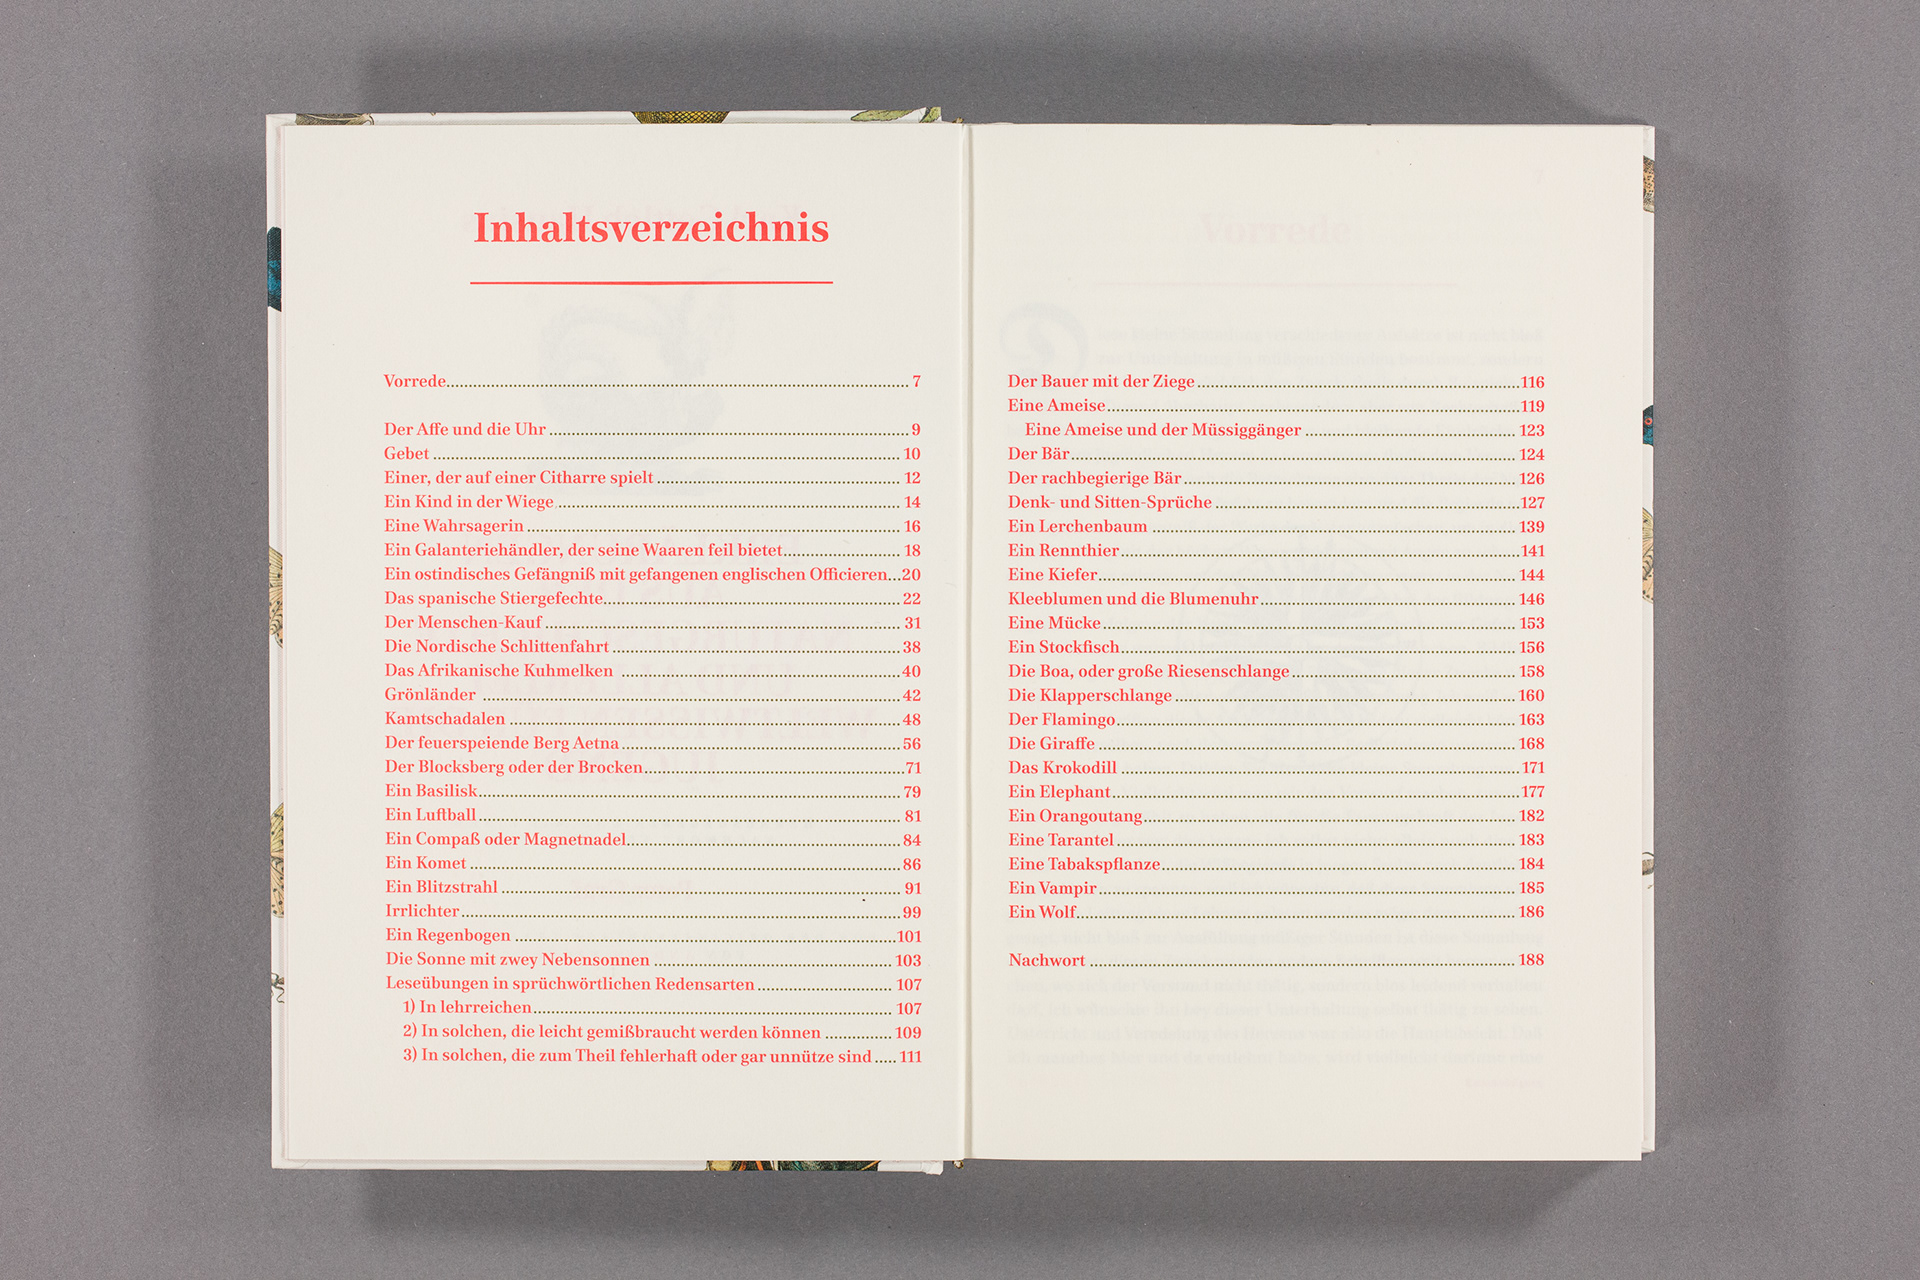 Inhaltsverzeichnis
Vorrede 7
Der Affe und die Uhr 9
Gebet 10
Einer, der auf einer Citharre spielt 12
Ein Kind in der Wiege 14
Eine Wahrsagerin 16
Ein Galanteriehändler, der seine Waaren feil bietet 18
Ein ostindisches Gefängniß mit gefangenen englischen Officieren 20
Das spanische Stiergefechte 22
Der Menschen-Kauf 31
Die Nordische Schlittenfahrt 38
Das Afrikanische Kuhmelken 40
Grönländer 42
Kamtschadalen 48
Der feuerspeiende Berg Aetna 56
Der Blocksberg oder der Brocken 71
Ein Basilisk 79
Ein Luftball 81
Ein Compaß oder Magnetnadel 84
Ein Komet 86
Ein Blitzstrahl 91
Irrlichter 99
Ein Regenbogen 101
Die Sonne mit zwey Nebensonnen 103
Leseübungen in sprüchwörtlichen Redensarten 107
1) In lehrreichen 107
2) In solchen, die leicht gemißbraucht werden können 109
3) In solchen, die zum Theil fehlerhaft oder gar unnütze sind 111
Der Bauer mit der Ziege 116
Eine Ameise 119
Eine Ameise und der Müssiggänger 123
Der Bär 124
Der rachbegierige Bär 126
Denk- und Sitten-Sprüche 127
Ein Lerchenbaum 139
Ein Rennthier 141
Eine Kiefer 144
Kleeblumen und die Blumenuhr 146
Eine Mücke 153
Ein Stockfisch 156
Die Boa, oder große Riesenschlange 158
Die Klapperschlange 160
Der Flamingo 163
Die Giraffe 168
Das Krokodill 171
Ein Elephant 177
Ein Orangoutang 182
Eine Tarantel 183
Eine Tabakspflanze 184
Ein Vampir 185
Ein Wolf 186
Nachwort 188